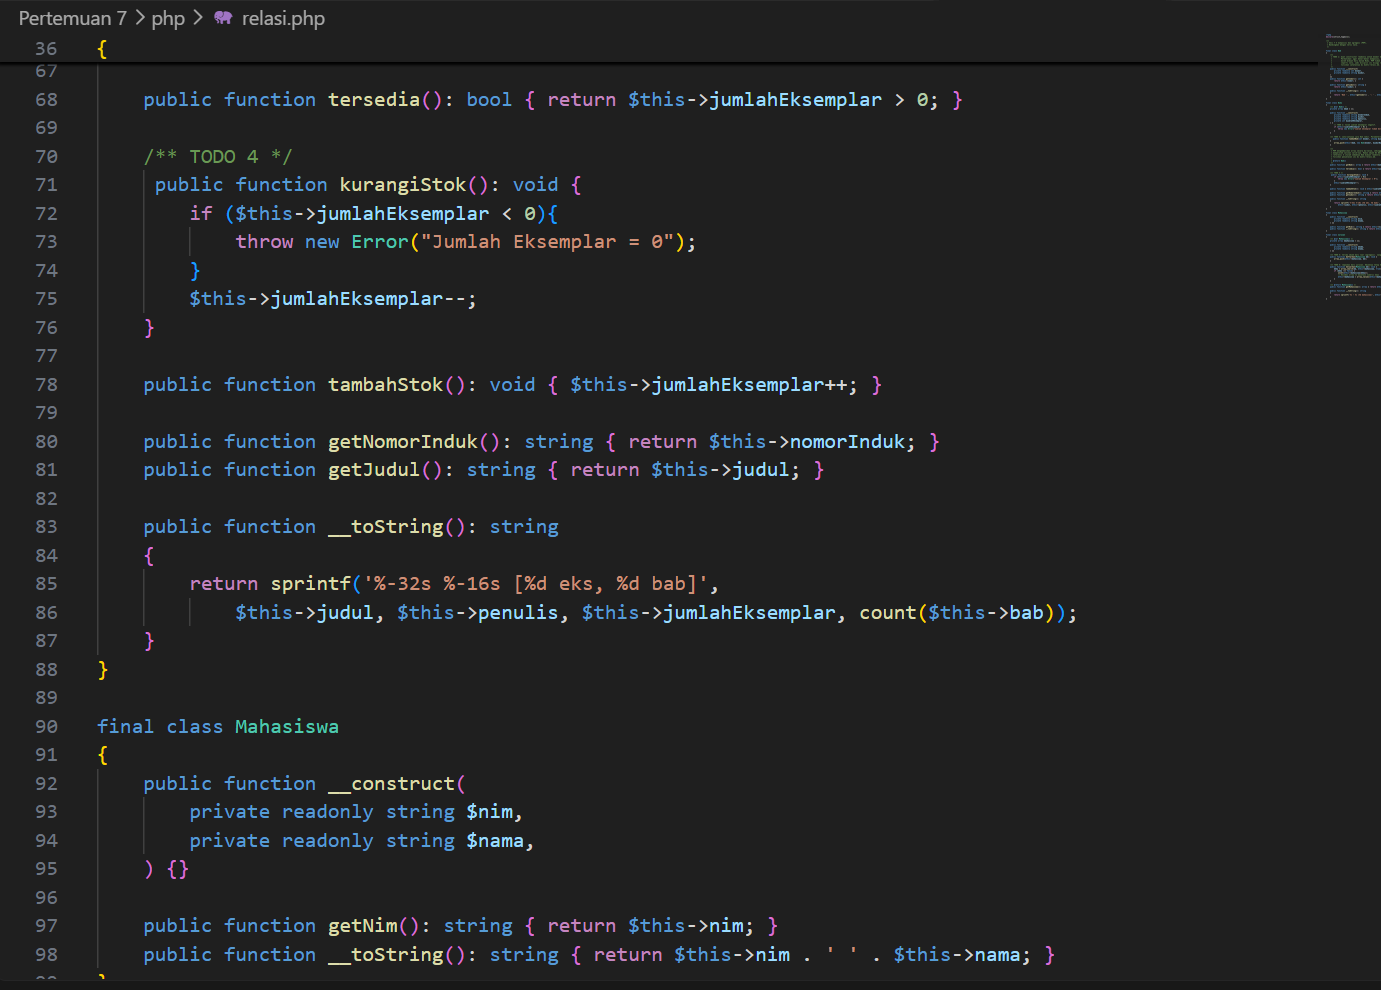 Pertemuan 7 > php > relasi.php
36 {
67
68 public function tersedia(): bool { return $this->jumlahEksemplar > 0; }
69
70 /** TODO 4 */
71 public function kurangiStok(): void {
72 if ($this->jumlahEksemplar < 0){
73 throw new Error("Jumlah Eksemplar = 0");
74 }
75 $this->jumlahEksemplar--;
76 }
77
78 public function tambahStok(): void { $this->jumlahEksemplar++; }
79
80 public function getNomorInduk(): string { return $this->nomorInduk; }
81 public function getJudul(): string { return $this->judul; }
82
83 public function __toString(): string
84 {
85 return sprintf('%-32s %-16s [%d eks, %d bab]',
86 $this->judul, $this->penulis, $this->jumlahEksemplar, count($this->bab));
87 }
88 }
89
90 final class Mahasiswa
91 {
92 public function __construct(
93 private readonly string $nim,
94 private readonly string $nama,
95 ) {}
96
97 public function getNim(): string { return $this->nim; }
98 public function __toString(): string { return $this->nim . ' ' . $this->nama; }